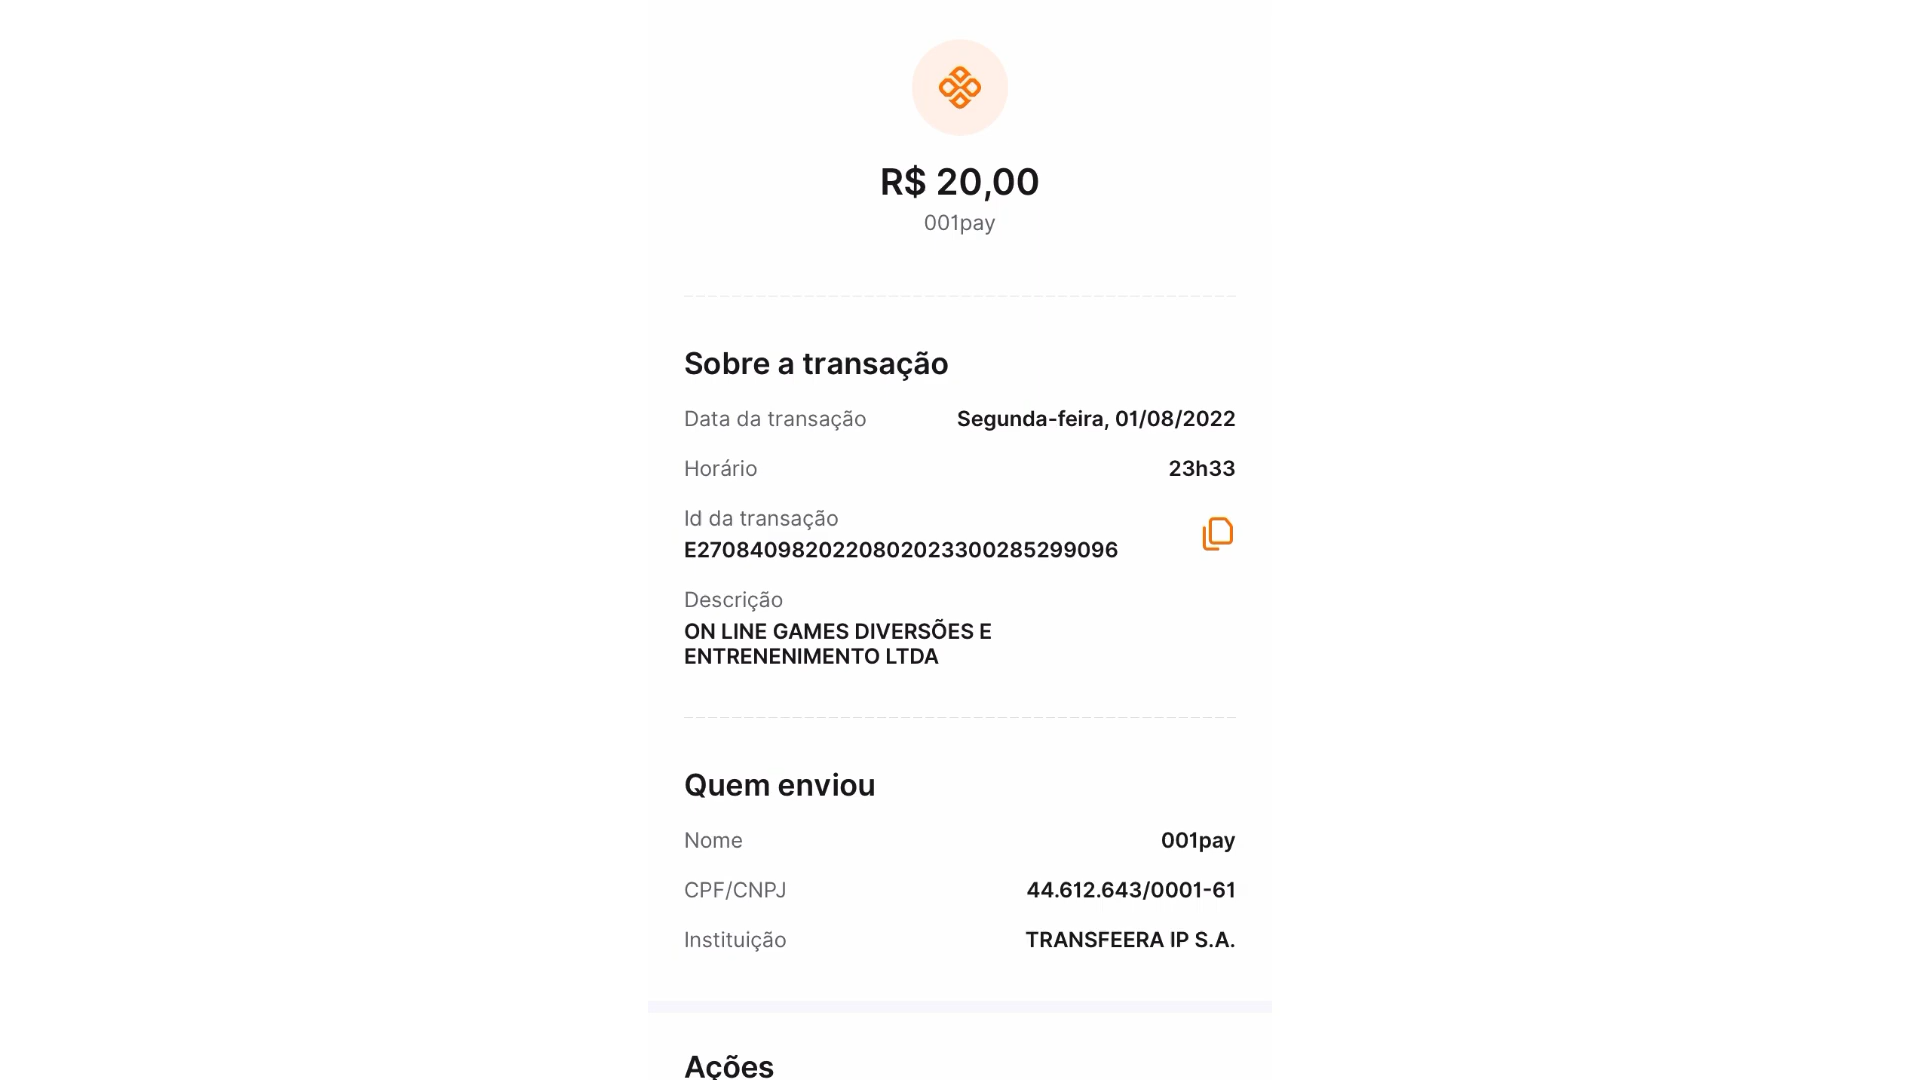 R$ 20,00
001pay
Sobre a transação
Data da transação Segunda-feira, 01/08/2022
Horário 23h33
Id da transação
E2708409820220802023300285299096
Descrição
ON LINE GAMES DIVERSÕES E
ENTRENENIMENTO LTDA
Quem enviou
Nome 001pay
CPF/CNPJ 44.612.643/0001-61
Instituição TRANSFEERA IP S.A.
Ações